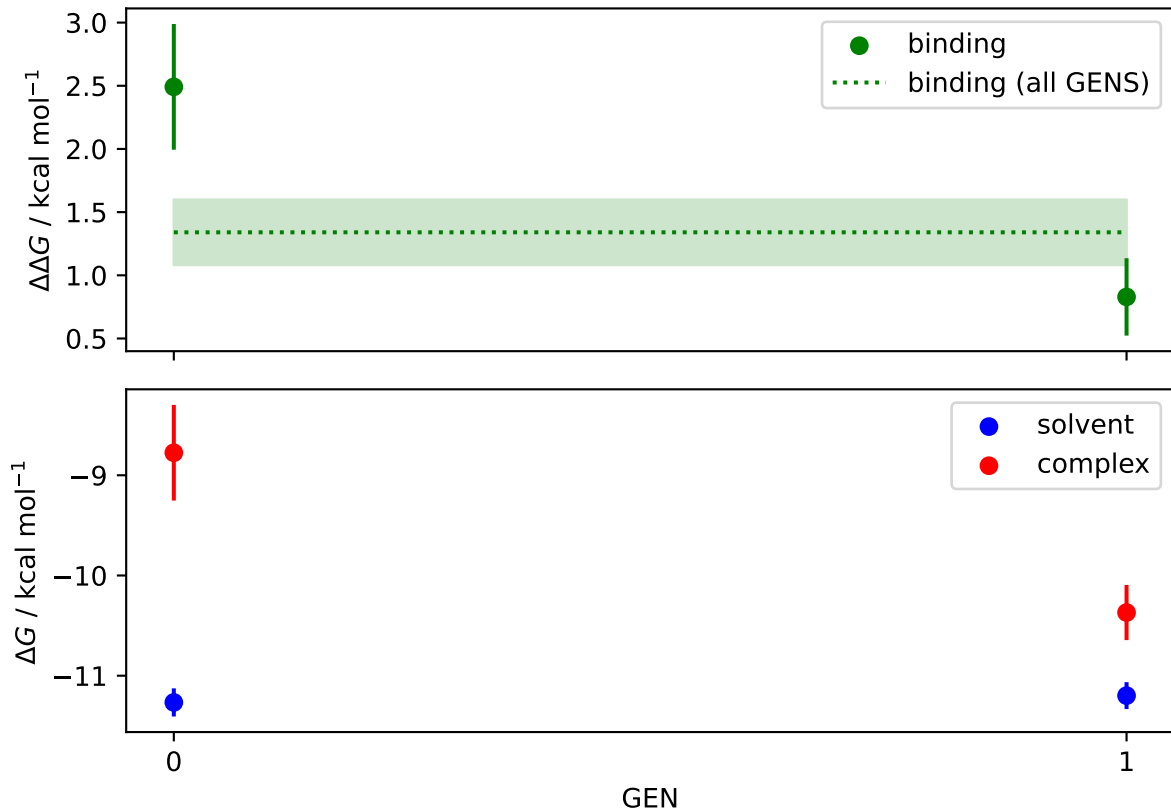 3.0
2.5
2.0
1.5
1.0
0.5
ΔΔG / kcal mol⁻¹
binding
binding (all GENS)
−9
−10
−11
ΔG / kcal mol⁻¹
solvent
complex
0
1
GEN